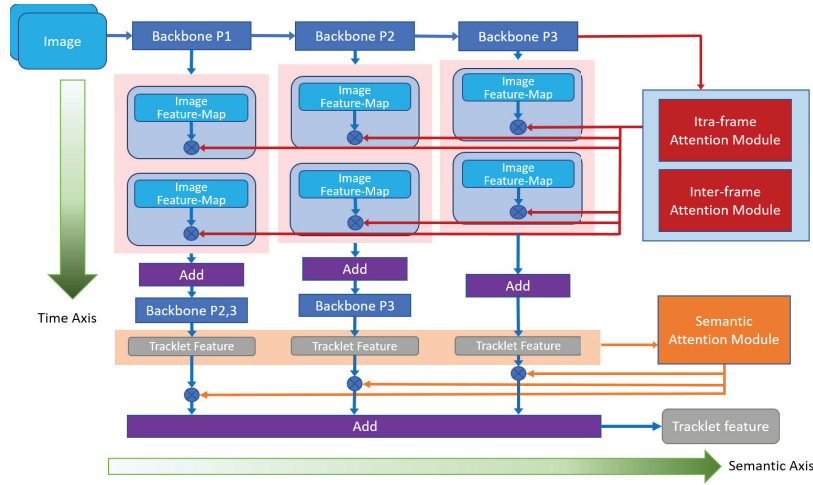 Image
Backbone P1
Backbone P2
Backbone P3
Image
Feature-Map
Image
Feature-Map
Image
Feature-Map
Itra-frame
Attention Module
Image
Feature-Map
Image
Feature-Map
Image
Feature-Map
Inter-frame
Attention Module
Add
Add
Add
Backbone P2,3
Backbone P3
Time Axis
Semantic
Attention Module
Tracklet Feature
Tracklet Feature
Tracklet Feature
Add
Tracklet feature
Semantic Axis